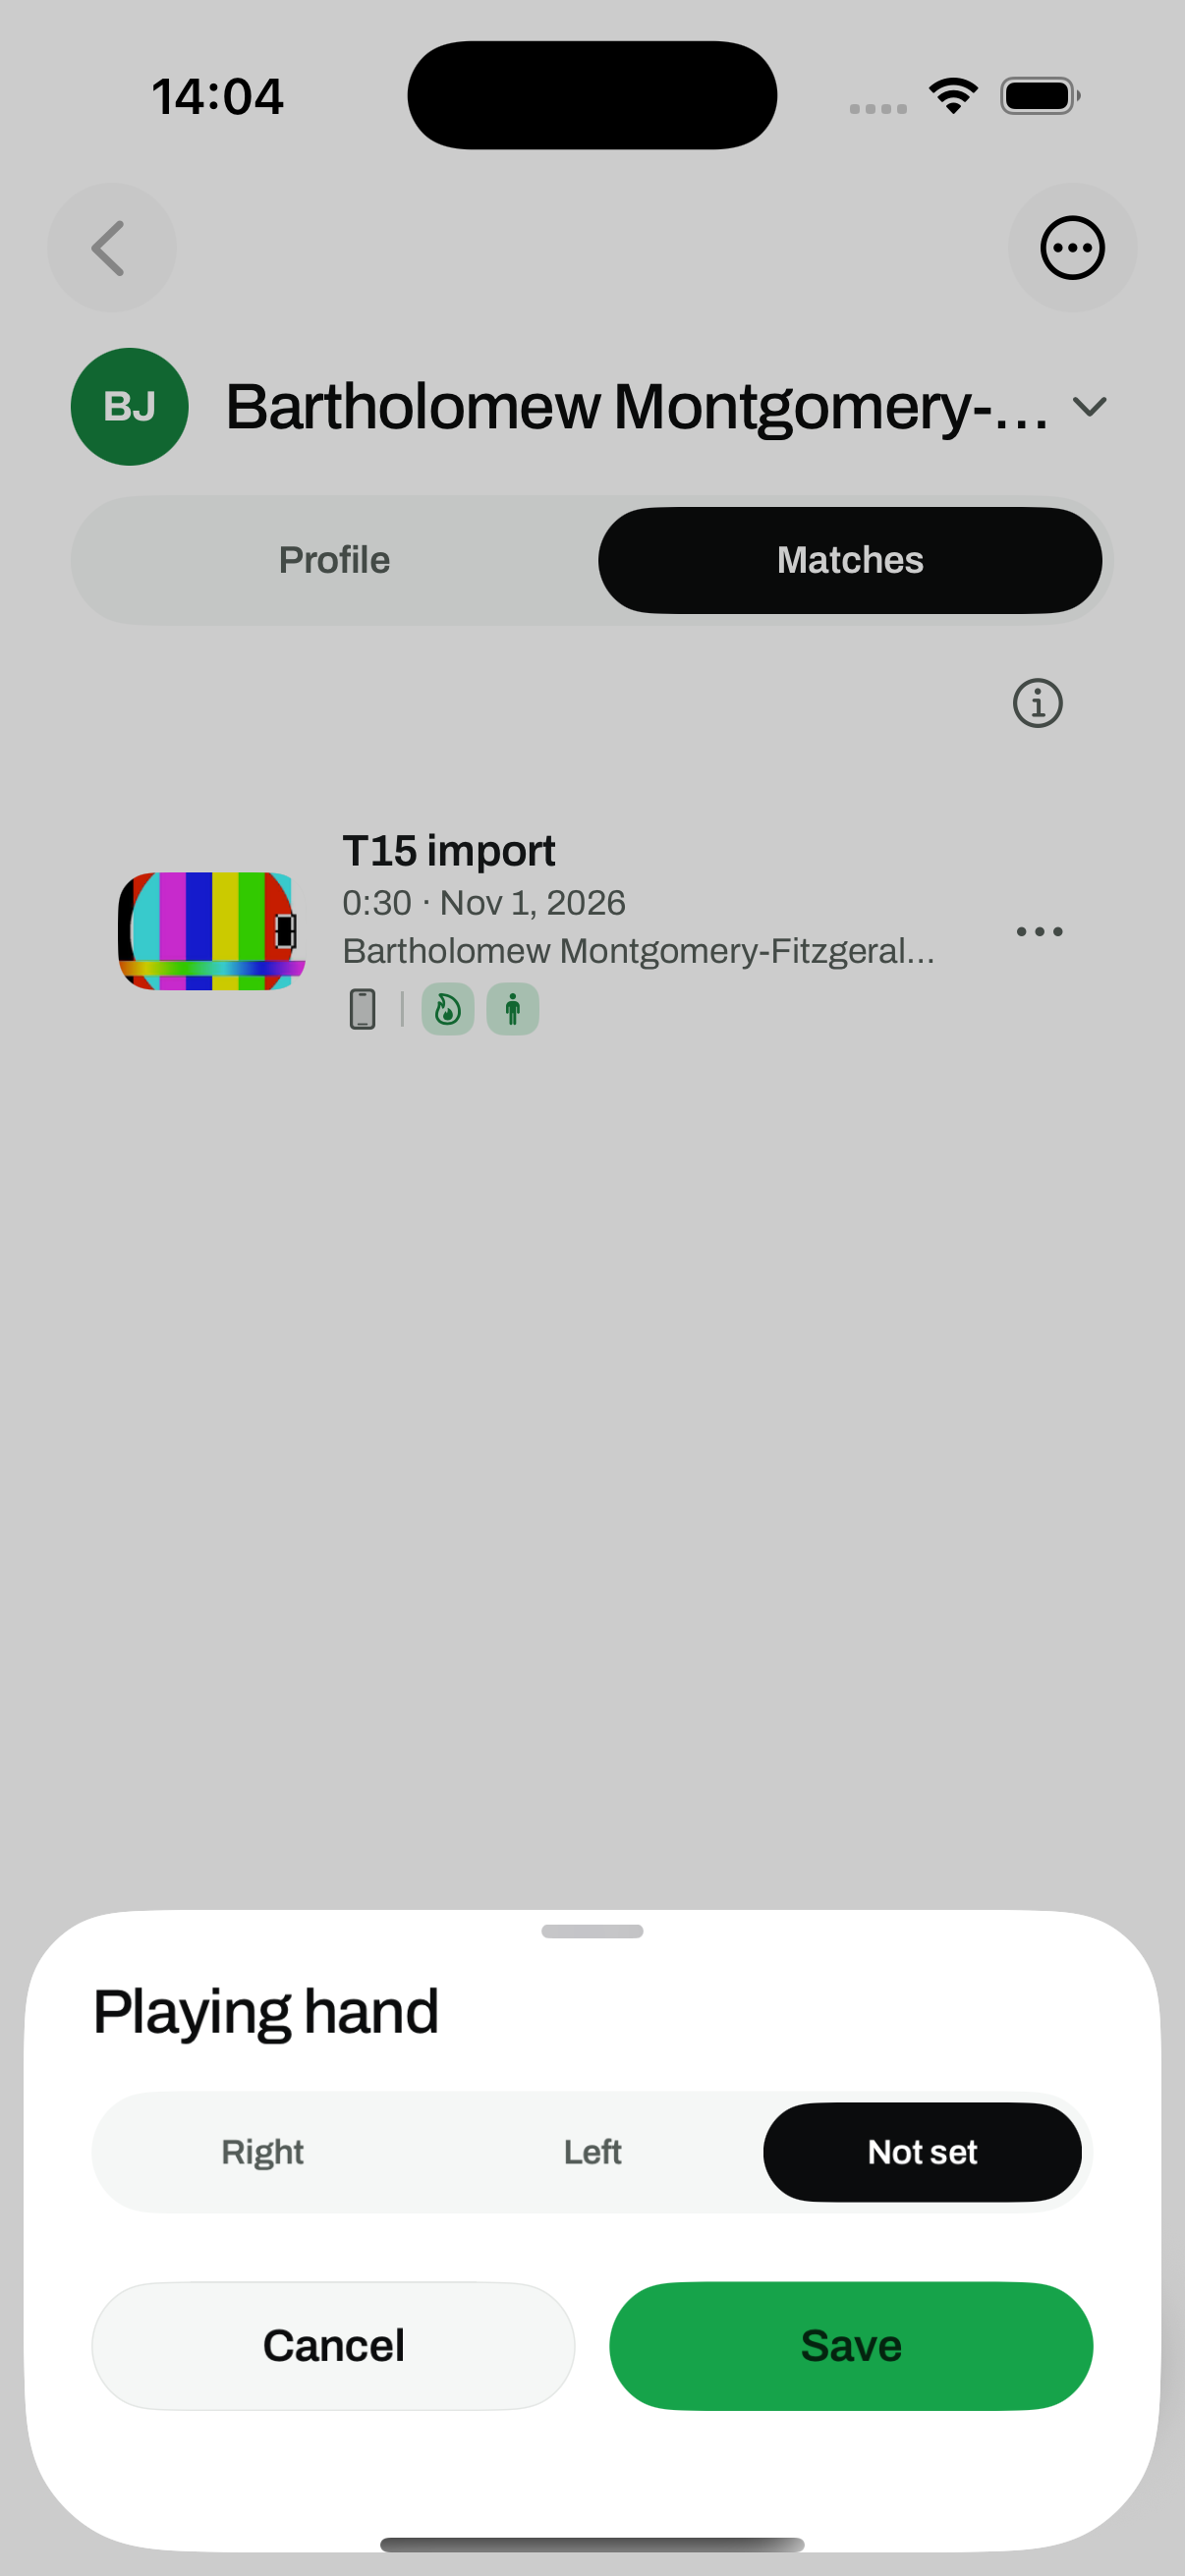 14:04
BJ
Bartholomew Montgomery-...
Profile
Matches
T15 import
0:30 · Nov 1, 2026
Bartholomew Montgomery-Fitzgeral...
Playing hand
Right
Left
Not set
Cancel
Save